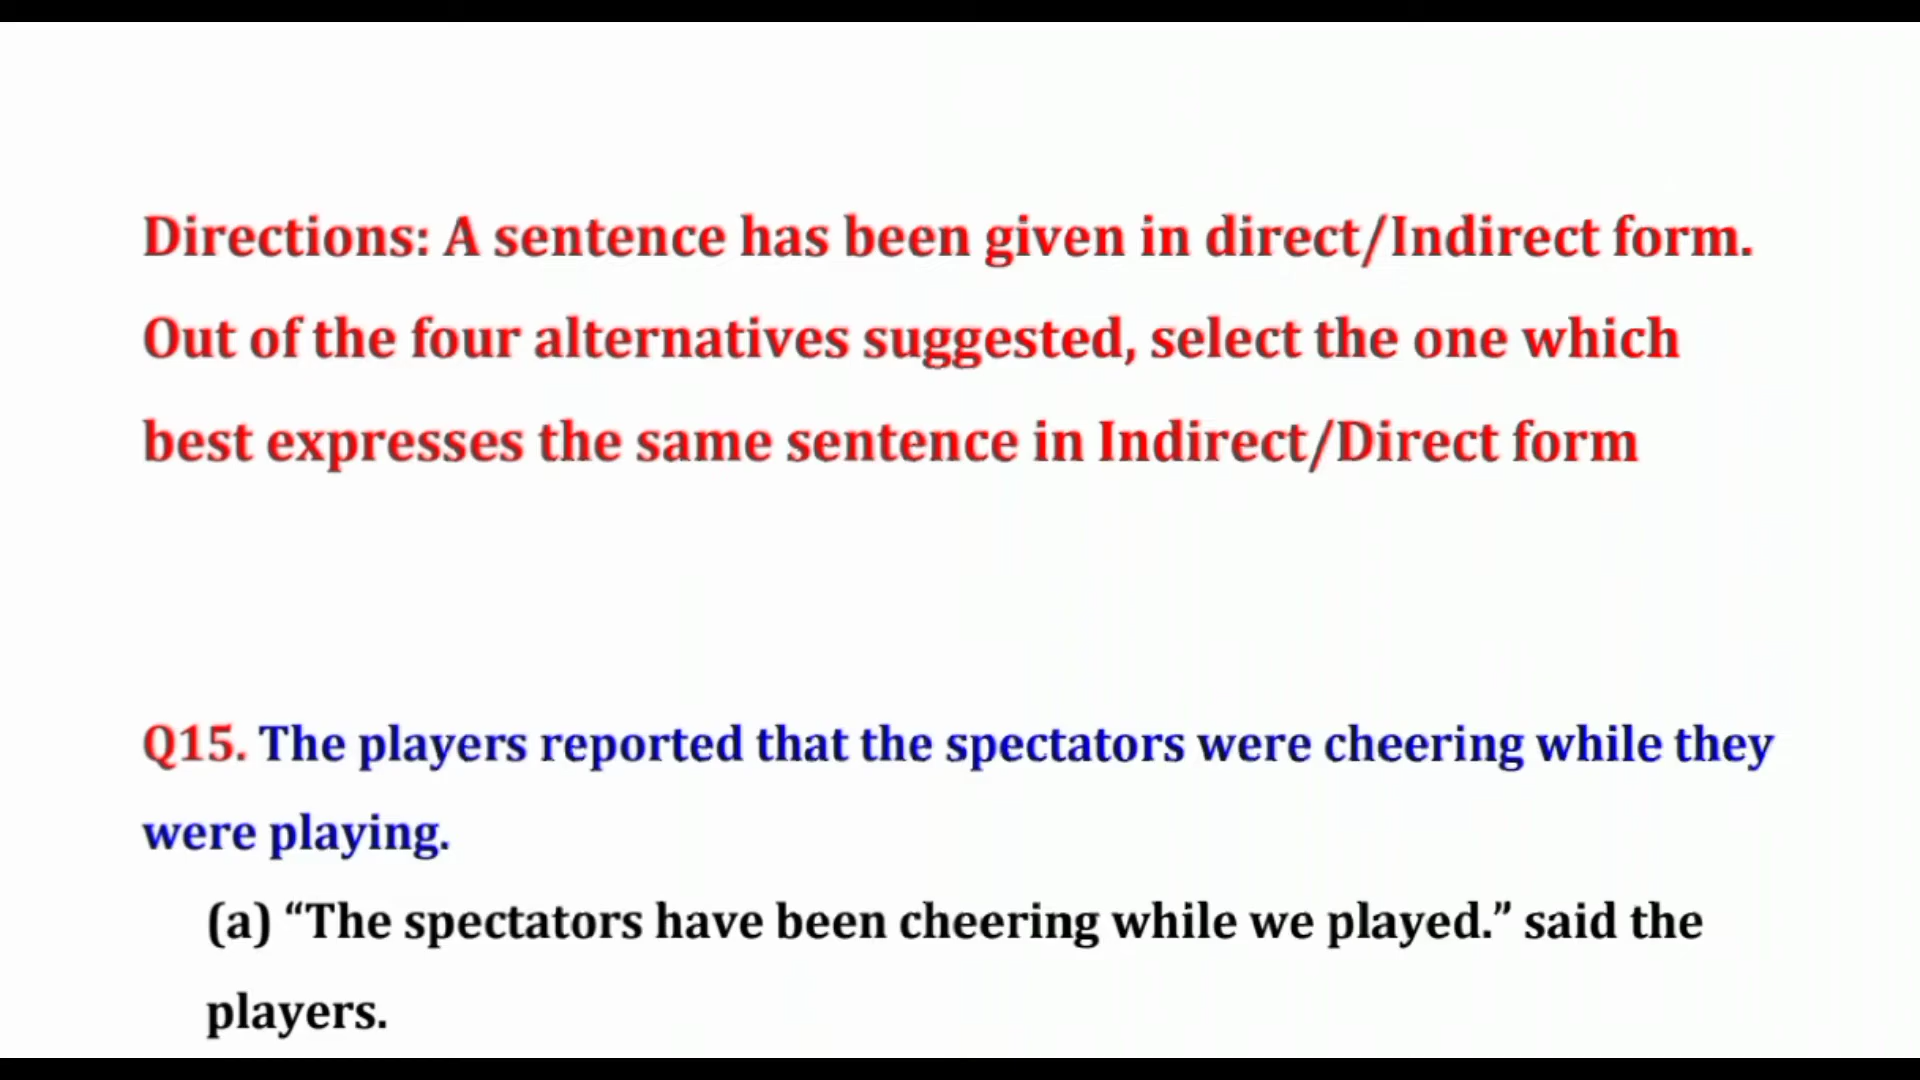 Directions: A sentence has been given in direct/Indirect form.
Out of the four alternatives suggested, select the one which
best expresses the same sentence in Indirect/Direct form
Q15. The players reported that the spectators were cheering while they
were playing.
(a) “The spectators have been cheering while we played.” said the
players.